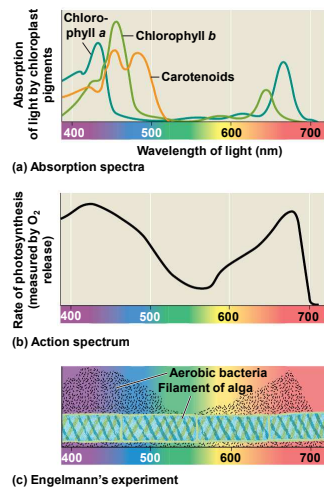 Chloro-
phyll a
Chlorophyll b
Carotenoids
Absorption
of light by chloroplast
pigments
400 500 600 700
Wavelength of light (nm)
(a) Absorption spectra
Rate of photosynthesis
(measured by O2
release)
400 500 600 700
(b) Action spectrum
Aerobic bacteria
Filament of alga
400 500 600 700
(c) Engelmann's experiment